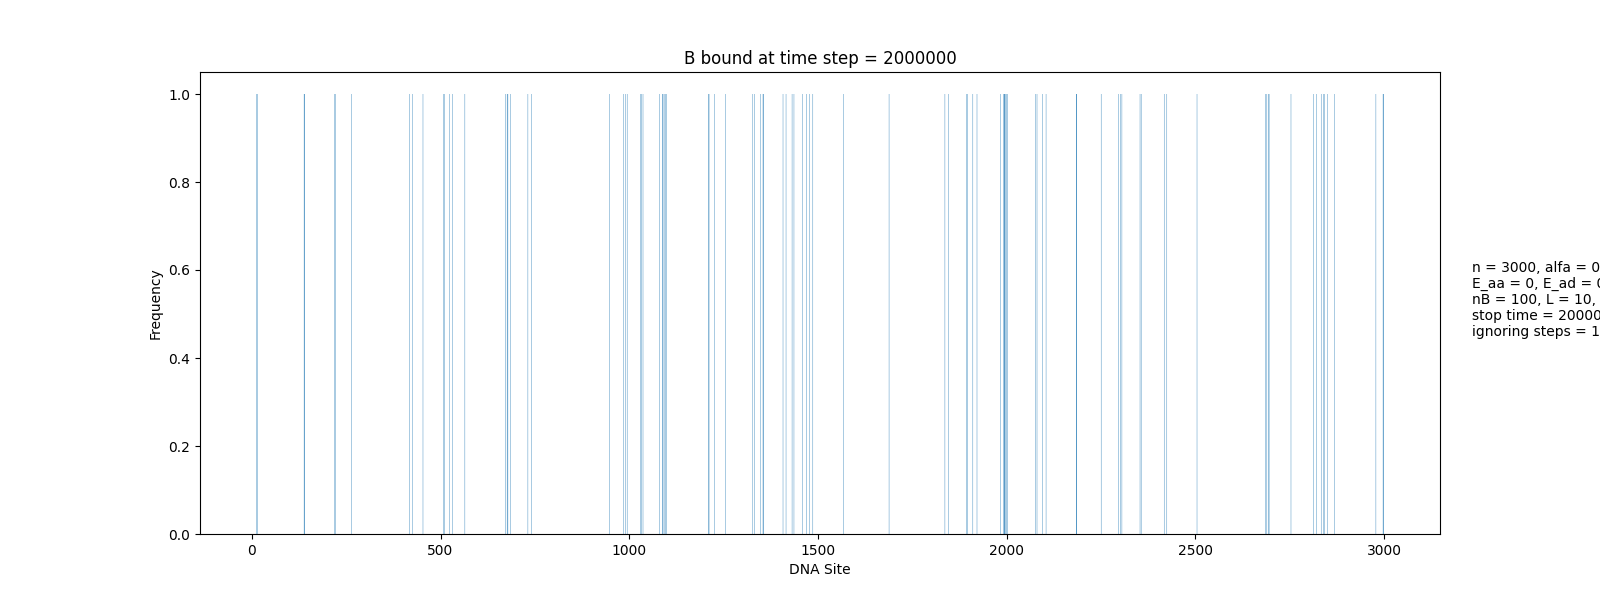 B bound at time step = 2000000
1.0
0.8
0.6
0.4
0.2
0.0
Frequency
0 500 1000 1500 2000 2500 3000
DNA Site
n = 3000, alfa = 0
E_aa = 0, E_ad = 0
nB = 100, L = 10,
stop time = 20000
ignoring steps = 1